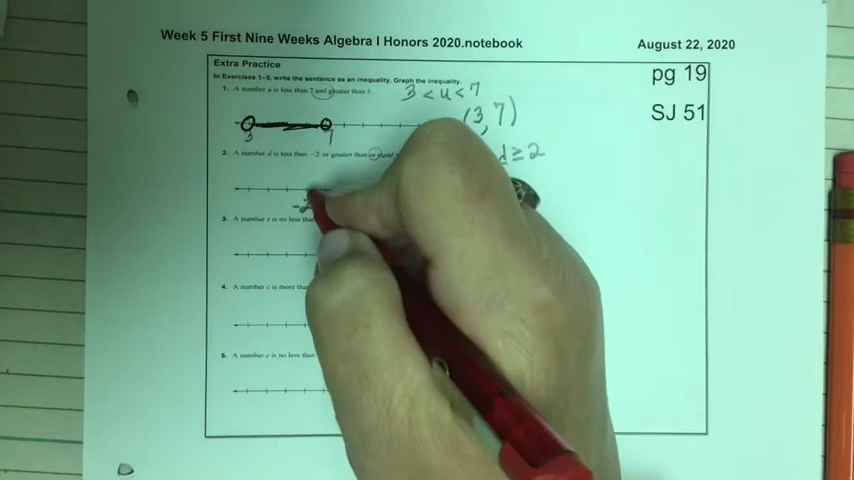 Week 5 First Nine Weeks Algebra I Honors 2020.notebook
August 22, 2020
Extra Practice
pg 19
In Exercises 1–5, write the sentence as an inequality. Graph the inequality.
1. A number u is less than 7 and greater than 3.
3 < u < 7
(3,7)
SJ 51
3
7
2. A number d is less than −2 or greater than or equal
d ≥ 2
-2
3. A number s is no less than
4. A number c is more
5. A number c is no less than